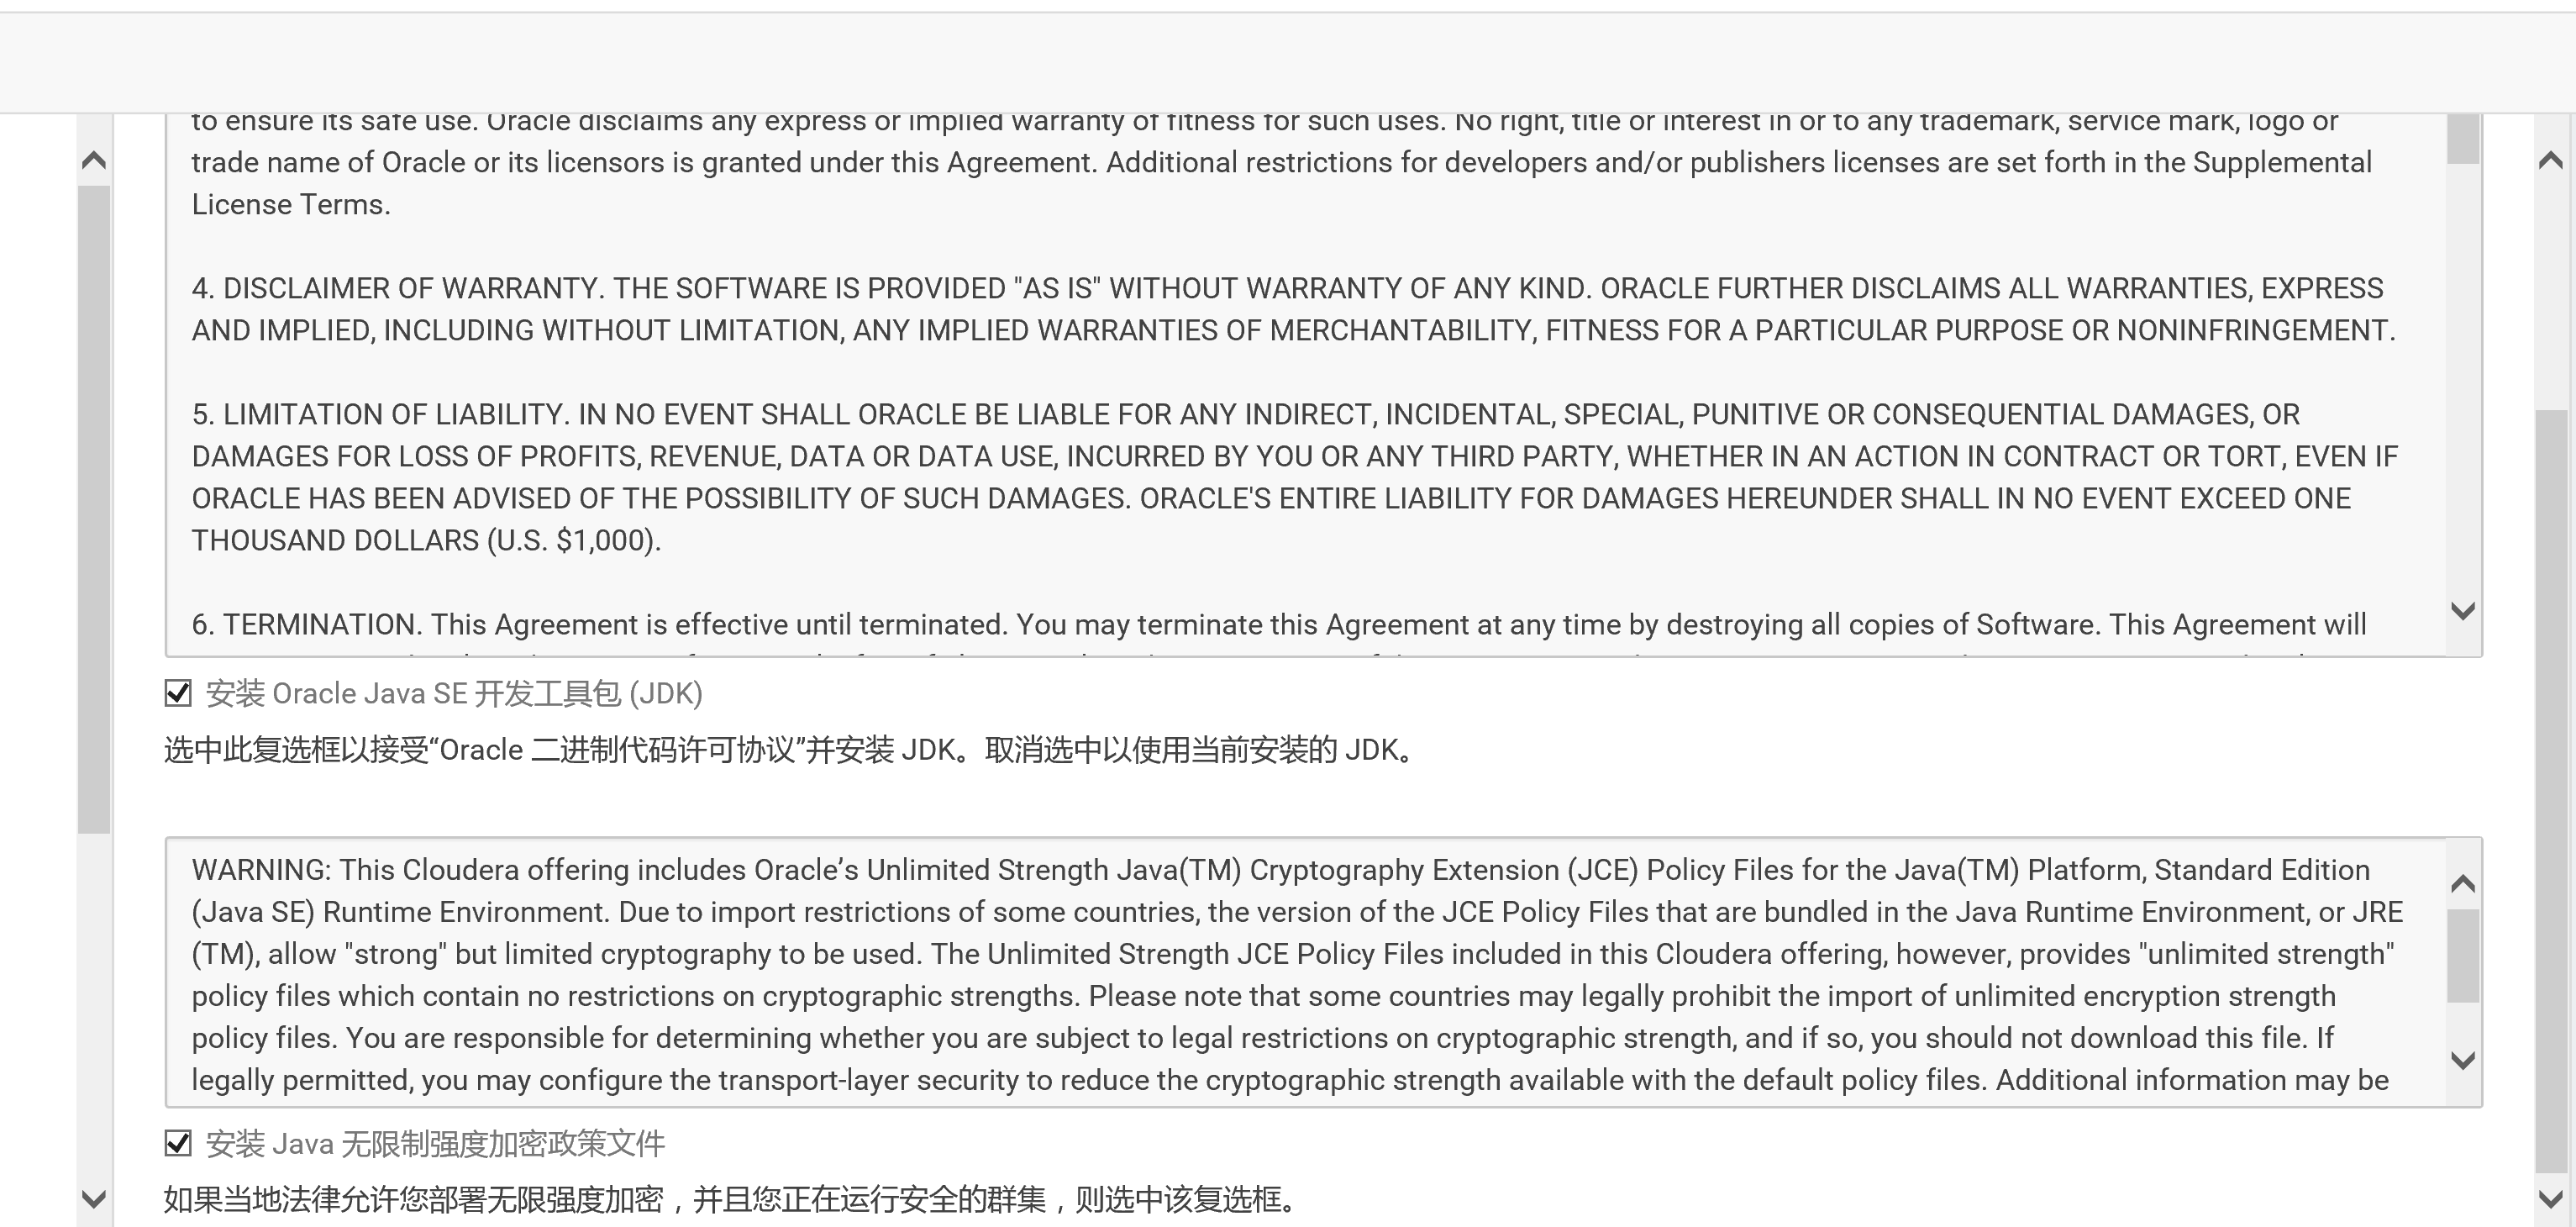 to ensure its safe use. Oracle disclaims any express or implied warranty of fitness for such uses. No right, title or interest in or to any trademark, service mark, logo or
trade name of Oracle or its licensors is granted under this Agreement. Additional restrictions for developers and/or publishers licenses are set forth in the Supplemental
License Terms.
4. DISCLAIMER OF WARRANTY. THE SOFTWARE IS PROVIDED "AS IS" WITHOUT WARRANTY OF ANY KIND. ORACLE FURTHER DISCLAIMS ALL WARRANTIES, EXPRESS
AND IMPLIED, INCLUDING WITHOUT LIMITATION, ANY IMPLIED WARRANTIES OF MERCHANTABILITY, FITNESS FOR A PARTICULAR PURPOSE OR NONINFRINGEMENT.
5. LIMITATION OF LIABILITY. IN NO EVENT SHALL ORACLE BE LIABLE FOR ANY INDIRECT, INCIDENTAL, SPECIAL, PUNITIVE OR CONSEQUENTIAL DAMAGES, OR
DAMAGES FOR LOSS OF PROFITS, REVENUE, DATA OR DATA USE, INCURRED BY YOU OR ANY THIRD PARTY, WHETHER IN AN ACTION IN CONTRACT OR TORT, EVEN IF
ORACLE HAS BEEN ADVISED OF THE POSSIBILITY OF SUCH DAMAGES. ORACLE'S ENTIRE LIABILITY FOR DAMAGES HEREUNDER SHALL IN NO EVENT EXCEED ONE
THOUSAND DOLLARS (U.S. $1,000).
6. TERMINATION. This Agreement is effective until terminated. You may terminate this Agreement at any time by destroying all copies of Software. This Agreement will
安装 Oracle Java SE 开发工具包 (JDK)
选中此复选框以接受“Oracle 二进制代码许可协议”并安装 JDK。取消选中以使用当前安装的 JDK。
WARNING: This Cloudera offering includes Oracle’s Unlimited Strength Java(TM) Cryptography Extension (JCE) Policy Files for the Java(TM) Platform, Standard Edition
(Java SE) Runtime Environment. Due to import restrictions of some countries, the version of the JCE Policy Files that are bundled in the Java Runtime Environment, or JRE
(TM), allow "strong" but limited cryptography to be used. The Unlimited Strength JCE Policy Files included in this Cloudera offering, however, provides "unlimited strength"
policy files which contain no restrictions on cryptographic strengths. Please note that some countries may legally prohibit the import of unlimited encryption strength
policy files. You are responsible for determining whether you are subject to legal restrictions on cryptographic strength, and if so, you should not download this file. If
legally permitted, you may configure the transport-layer security to reduce the cryptographic strength available with the default policy files. Additional information may be
安装 Java 无限制强度加密政策文件
如果当地法律允许您部署无限强度加密，并且您正在运行安全的群集，则选中该复选框。